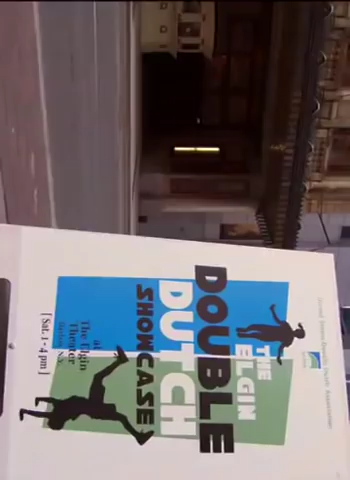 THE
ELGIN
DOUBLE
DUTCH
SHOWCASE
at
The Elgin
Theater
[ Sat. 1 - 4 pm ]